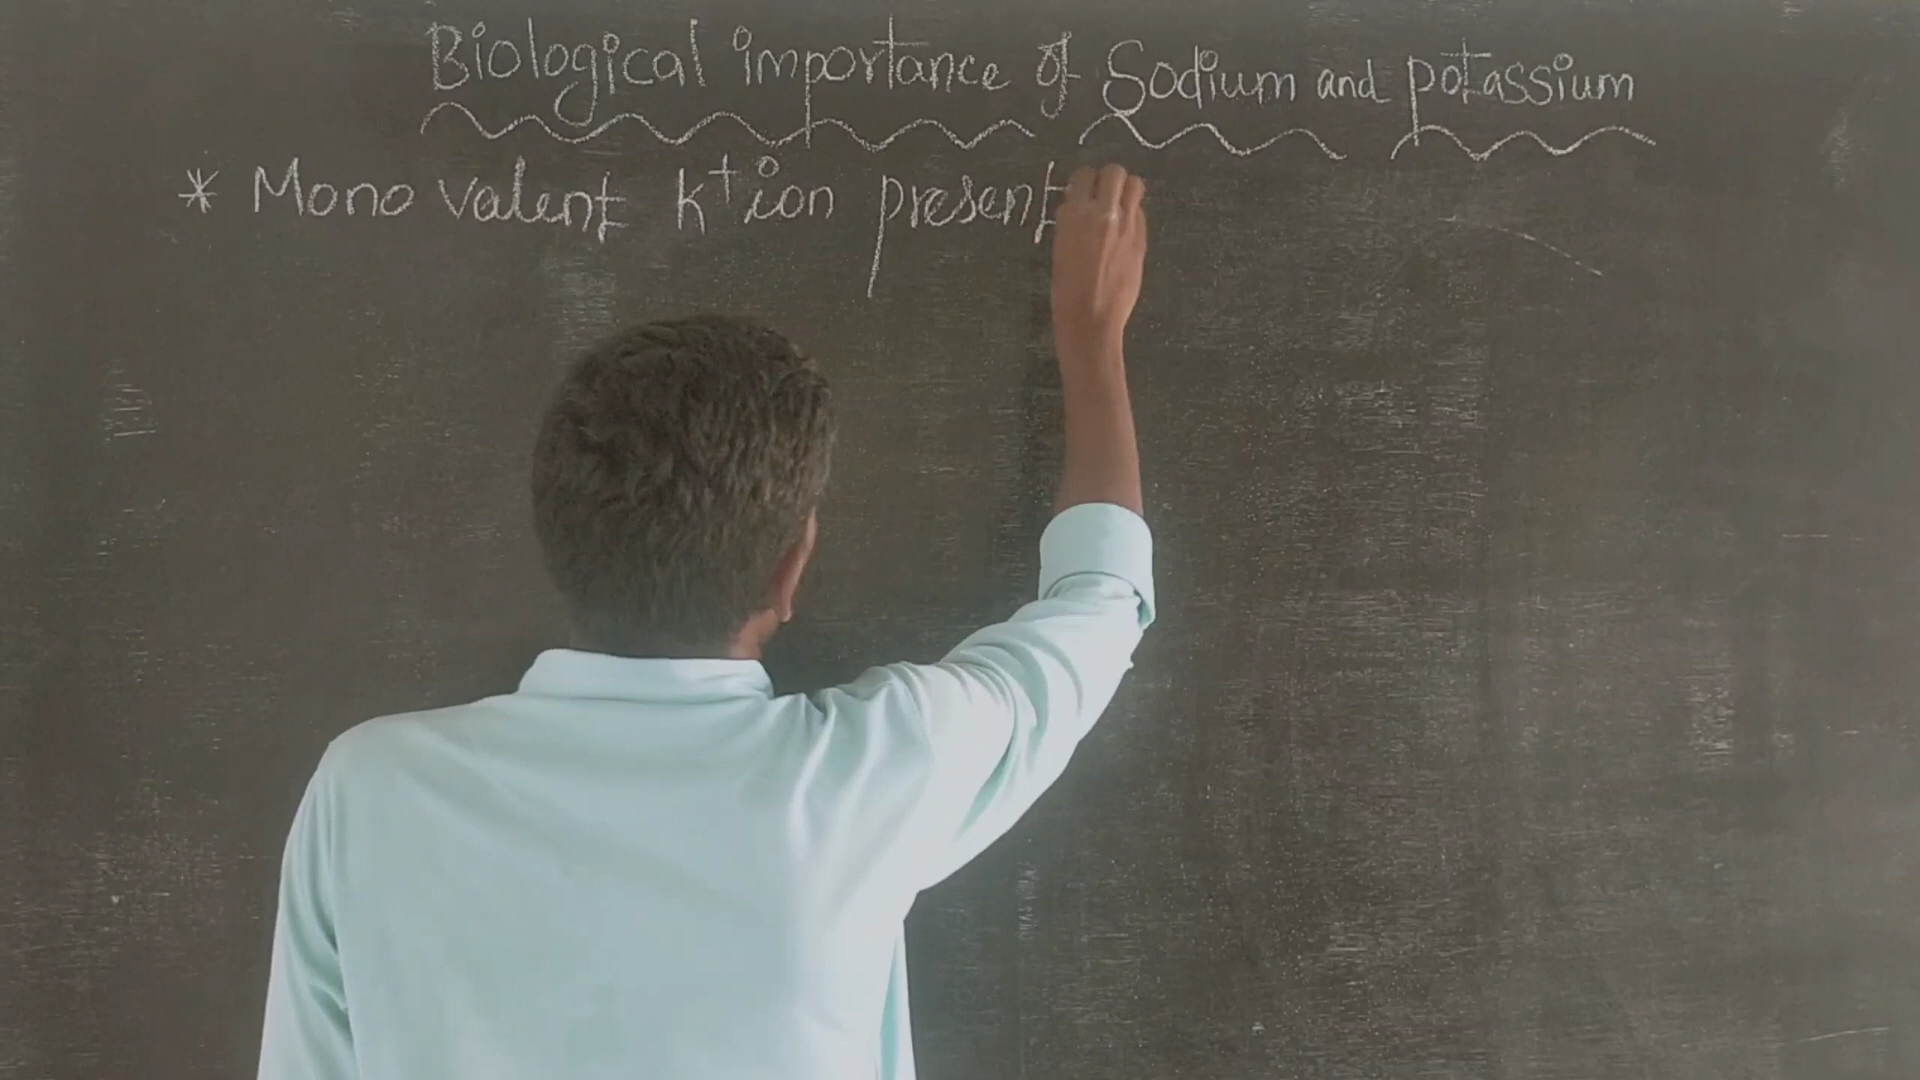 Biological importance of Sodium and potassium
* Mono valent k⁺ ion present